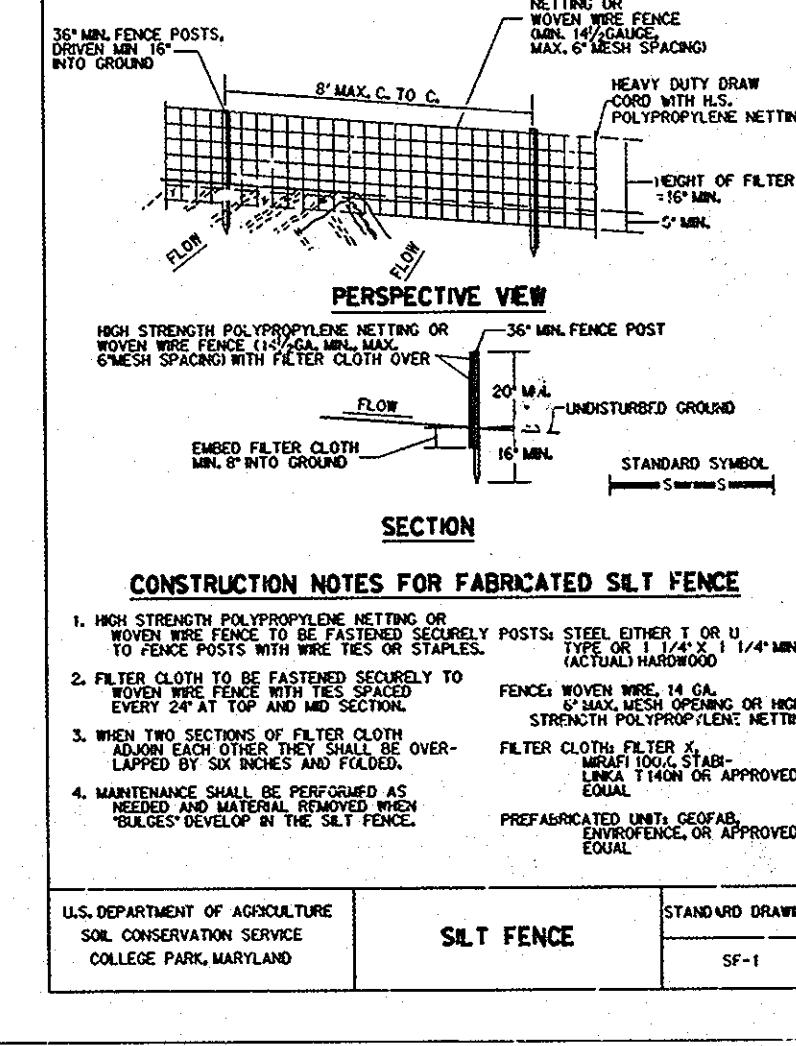 NETTING OR
WOVEN WIRE FENCE
(MIN. 14 1/2 GAUGE,
MAX. 6" MESH SPACING)
36" MIN. FENCE POSTS,
DRIVEN MIN 16"
INTO GROUND
8' MAX. C. TO C.
HEAVY DUTY DRAW
CORD WITH H.S.
POLYPROPYLENE NETTIN
HEIGHT OF FILTER
=16" MIN.
MIN.
FLOW
FLOW
PERSPECTIVE VIEW
HIGH STRENGTH POLYPROPYLENE NETTING OR
WOVEN WIRE FENCE (14 1/2 GA. MIN., MAX.
6" MESH SPACING) WITH FILTER CLOTH OVER
36" MIN. FENCE POST
20" MIN.
FLOW
UNDISTURBED GROUND
EMBED FILTER CLOTH
MIN. 8" INTO GROUND
16" MIN.
STANDARD SYMBOL
S S
SECTION
CONSTRUCTION NOTES FOR FABRICATED SILT FENCE
1. HIGH STRENGTH POLYPROPYLENE NETTING OR
WOVEN WIRE FENCE TO BE FASTENED SECURELY
TO FENCE POSTS WITH WIRE TIES OR STAPLES.
2. FILTER CLOTH TO BE FASTENED SECURELY TO
WOVEN WIRE FENCE WITH TIES SPACED
EVERY 24" AT TOP AND MID SECTION.
3. WHEN TWO SECTIONS OF FILTER CLOTH
ADJOIN EACH OTHER THEY SHALL BE OVER-
LAPPED BY SIX INCHES AND FOLDED.
4. MAINTENANCE SHALL BE PERFORMED AS
NEEDED AND MATERIAL REMOVED WHEN
"BULGES" DEVELOP IN THE SILT FENCE.
POSTS: STEEL EITHER T OR U
TYPE OR 1 1/4" X 1 1/4" MIN
(ACTUAL) HARDWOOD
FENCE: WOVEN WIRE, 14 GA.
6" MAX. MESH OPENING OR HIG
STRENGTH POLYPROPYLENE NETTIN
FILTER CLOTH: FILTER X,
MIRAFI 100X, STABI-
LINKA T140N OR APPROVED
EQUAL
PREFABRICATED UNIT: GEOFAB,
ENVIROFENCE, OR APPROVED
EQUAL
U.S. DEPARTMENT OF AGRICULTURE
SOIL CONSERVATION SERVICE
COLLEGE PARK, MARYLAND
SILT FENCE
STANDARD DRAWI
SF-1